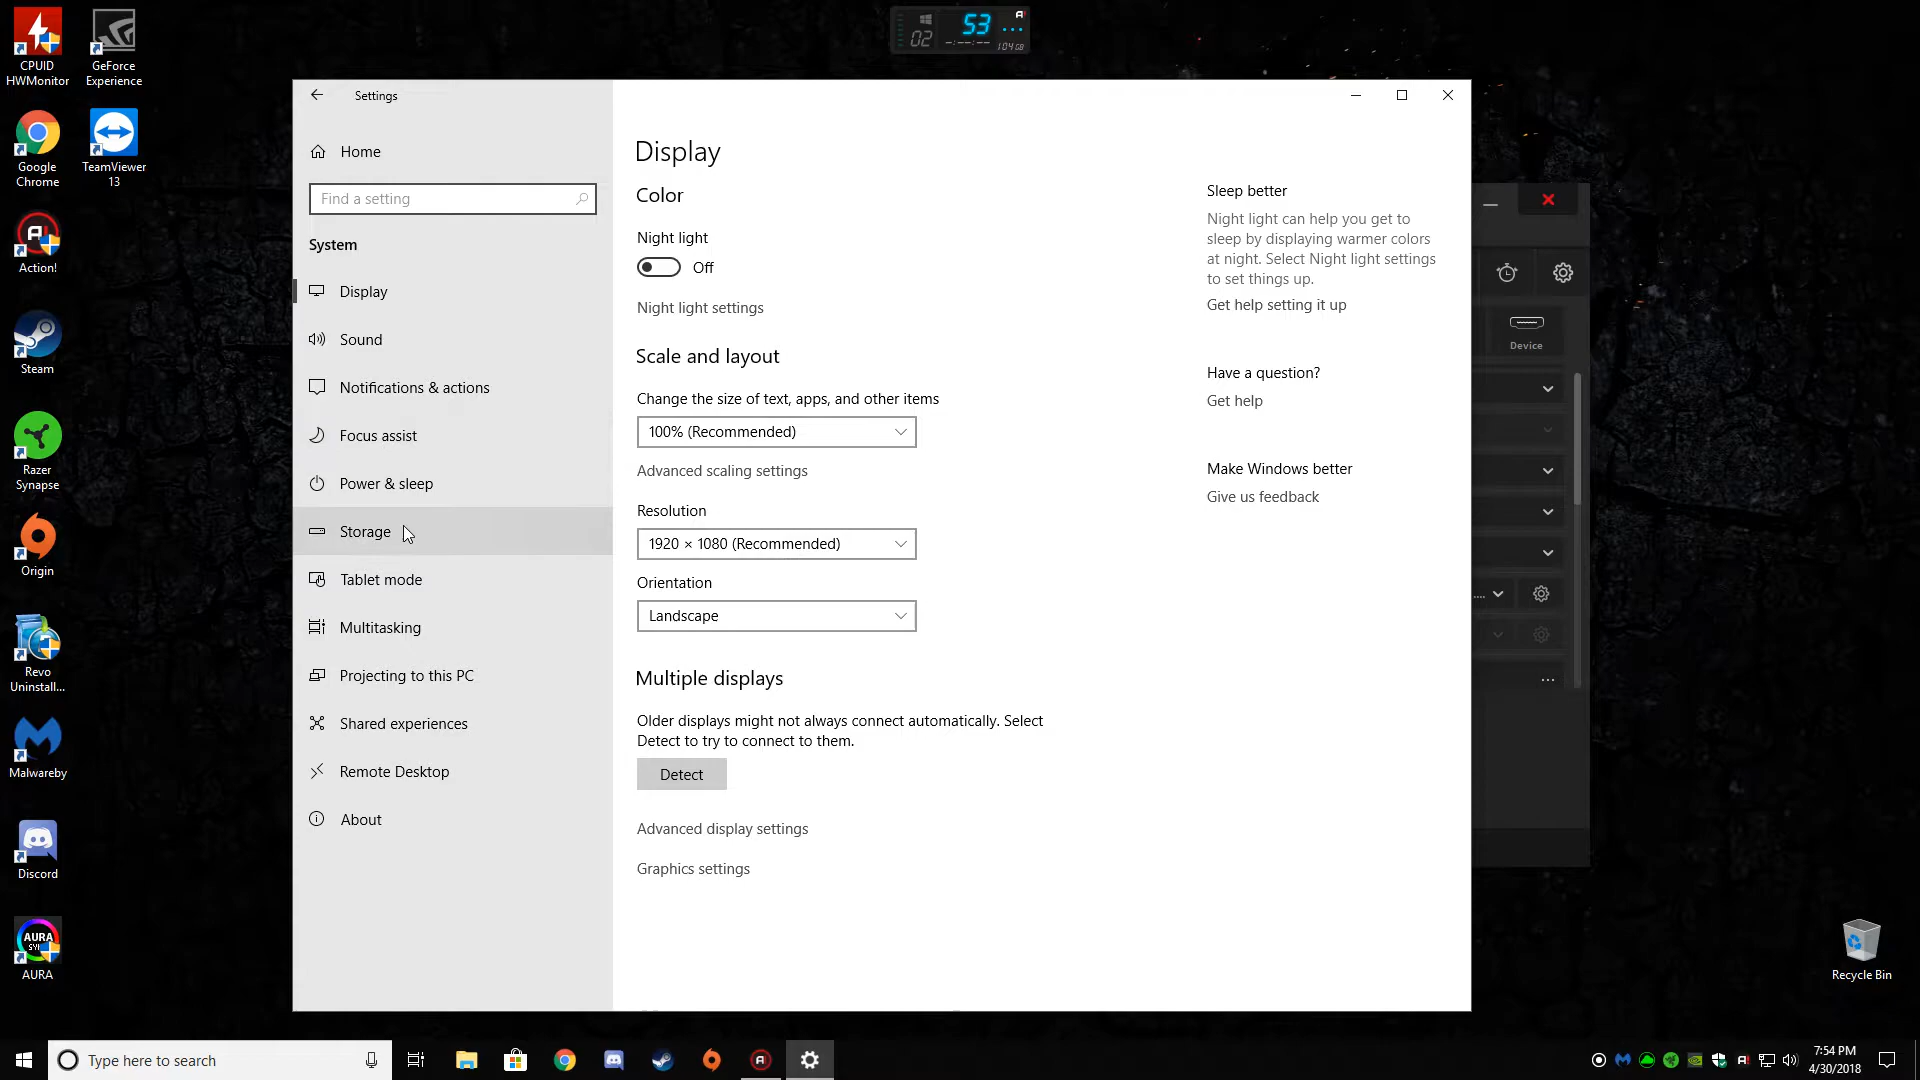 CPUID
HWMonitor
GeForce
Experience
Google
Chrome
TeamViewer
13
Action!
Steam
Razer
Synapse
Origin
Revo
Uninstall...
Malwareby
Discord
AURA
AURA
02
53
104 GB
Settings
Home
Find a setting
System
Display
Sound
Notifications & actions
Focus assist
Power & sleep
Storage
Tablet mode
Multitasking
Projecting to this PC
Shared experiences
Remote Desktop
About
Display
Color
Night light
Off
Night light settings
Scale and layout
Change the size of text, apps, and other items
100% (Recommended)
Advanced scaling settings
Resolution
1920 × 1080 (Recommended)
Orientation
Landscape
Multiple displays
Older displays might not always connect automatically. Select
Detect to try to connect to them.
Detect
Advanced display settings
Graphics settings
Sleep better
Night light can help you get to
sleep by displaying warmer colors
at night. Select Night light settings
to set things up.
Get help setting it up
Have a question?
Get help
Make Windows better
Give us feedback
Device
Recycle Bin
Type here to search
7:54 PM
4/30/2018